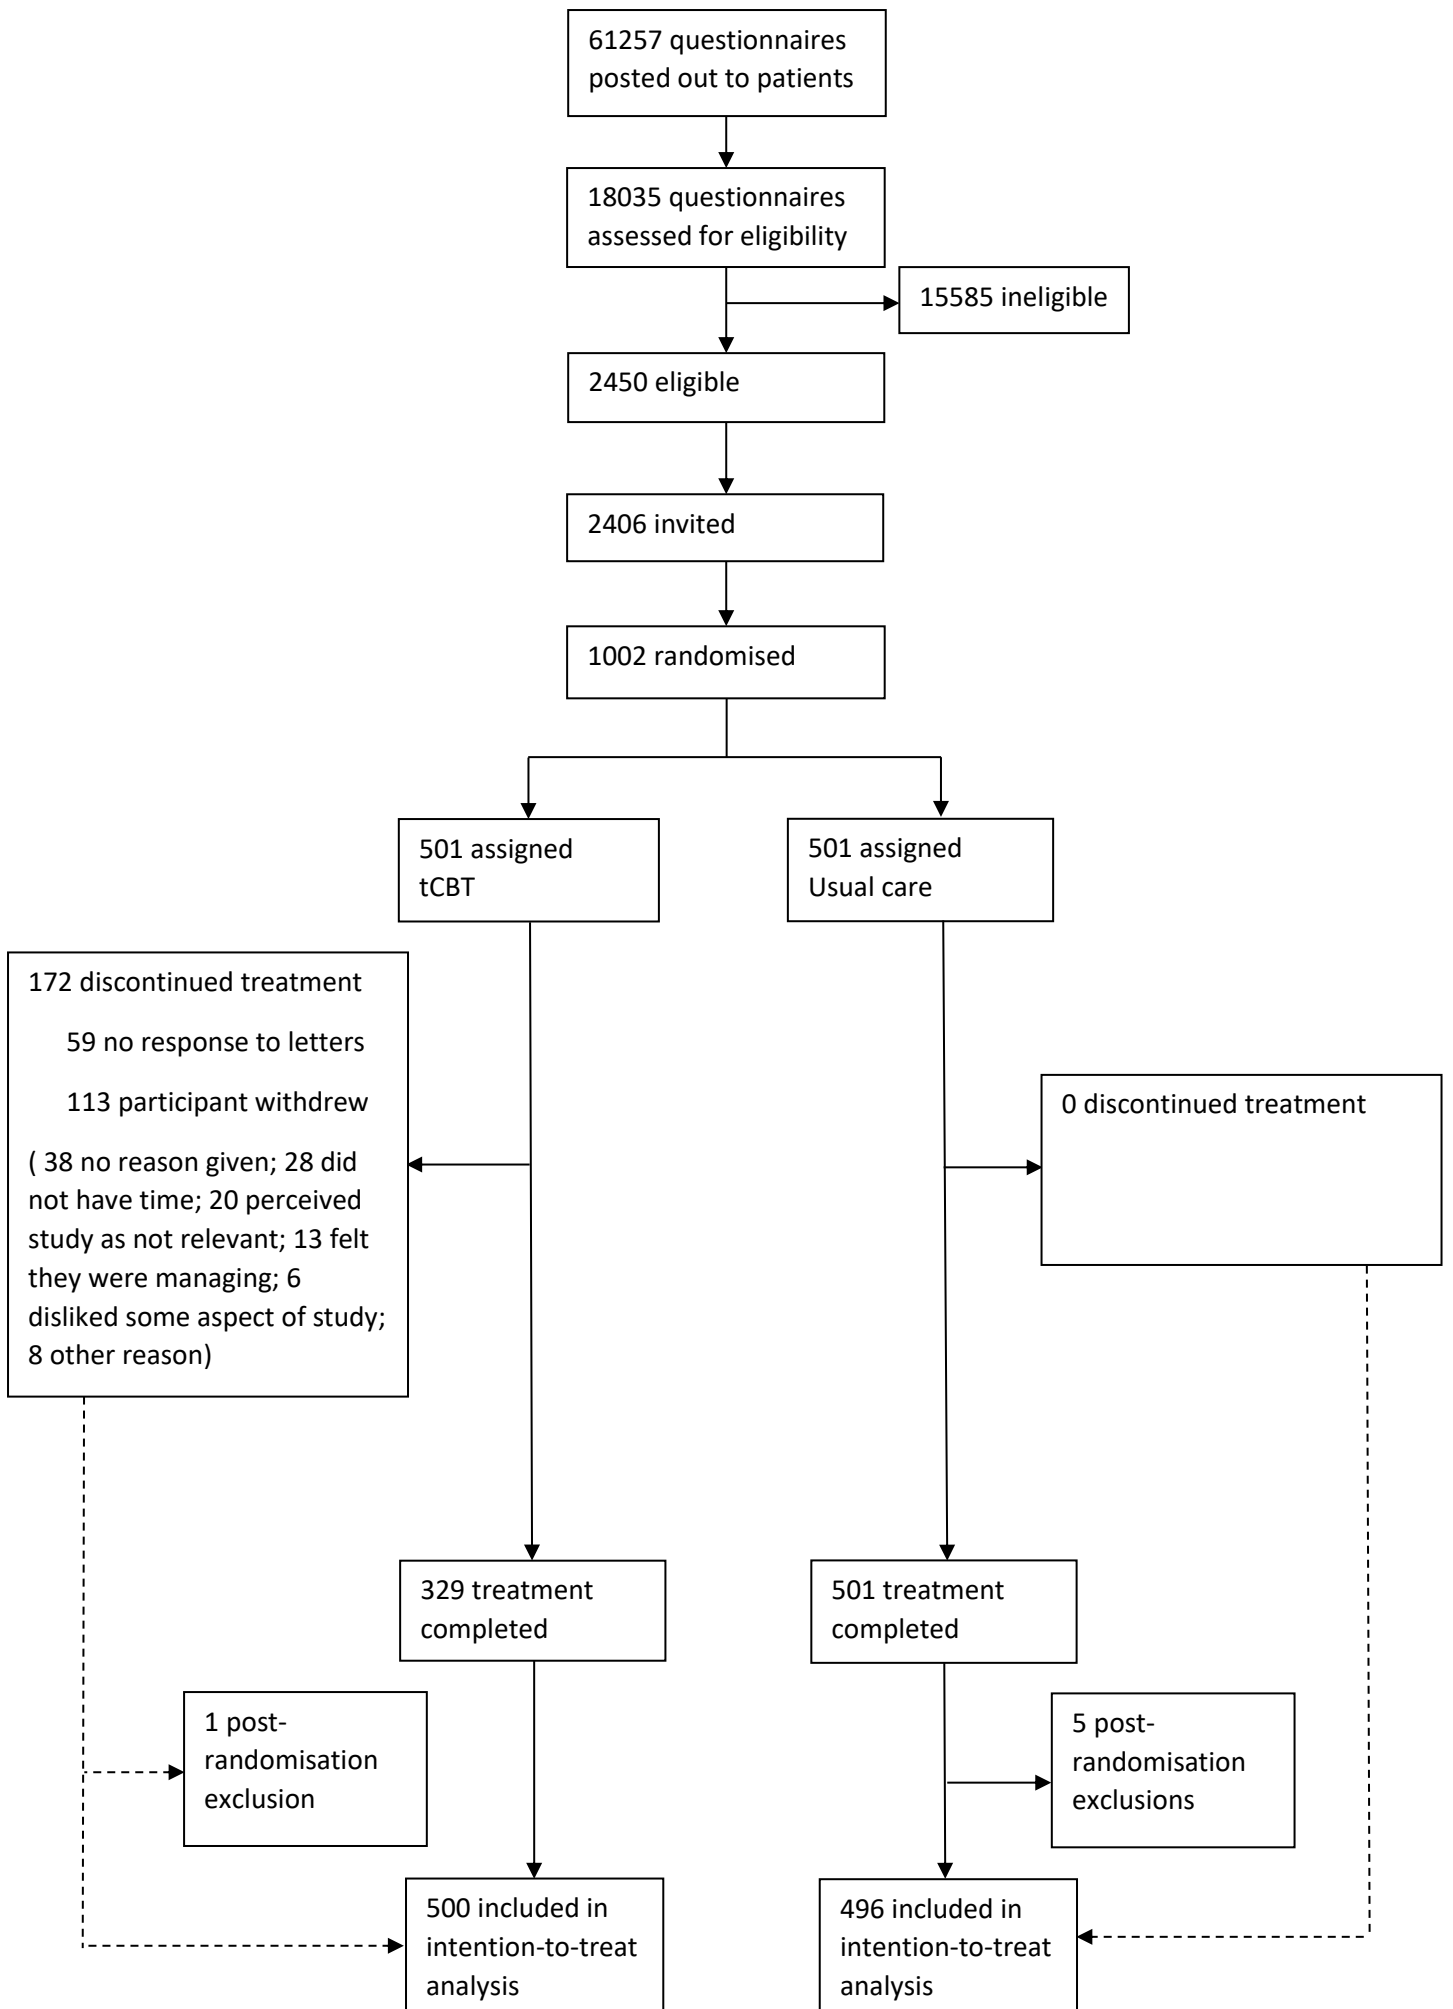 61257 questionnaires
posted out to patients
18035 questionnaires
assessed for eligibility
15585 ineligible
2450 eligible
2406 invited
1002 randomised
501 assigned
tCBT
501 assigned
Usual care
172 discontinued treatment
59 no response to letters
113 participant withdrew
( 38 no reason given; 28 did
not have time; 20 perceived
study as not relevant; 13 felt
they were managing; 6
disliked some aspect of study;
8 other reason)
0 discontinued treatment
329 treatment
completed
501 treatment
completed
1 post-
randomisation
exclusion
5 post-
randomisation
exclusions
500 included in
intention-to-treat
analysis
496 included in
intention-to-treat
analysis